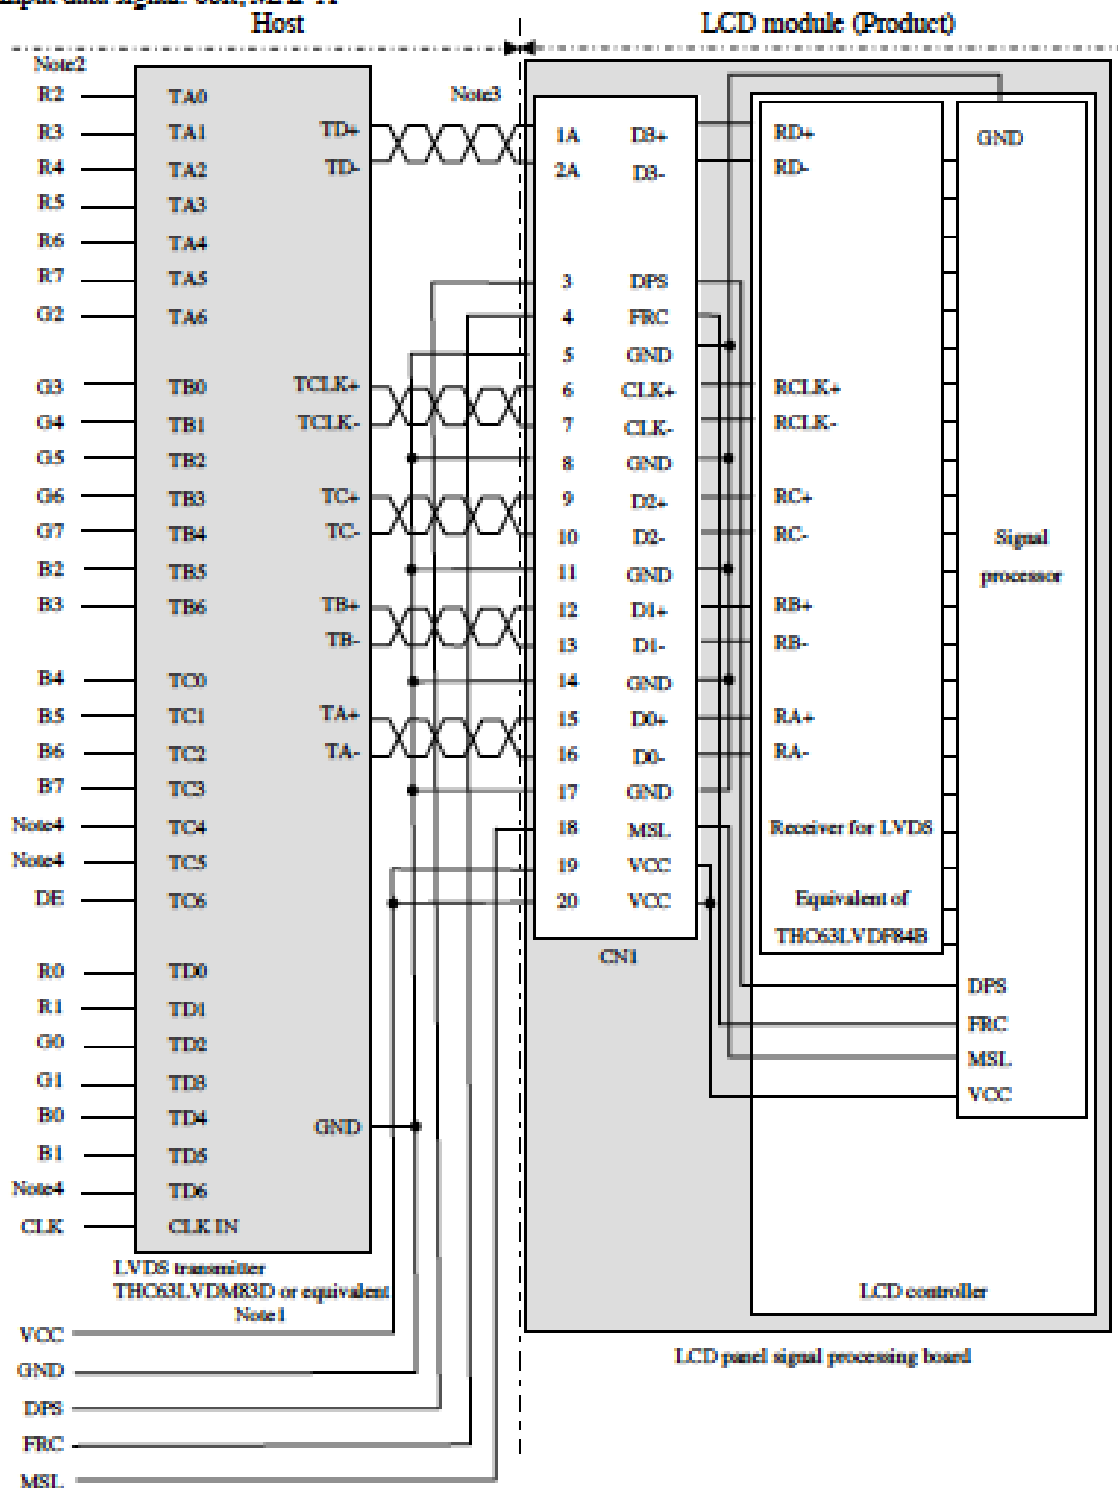 Host
LCD module (Product)
Note2
R2 TA0
R3 TA1
R4 TA2
R5 TA3
R6 TA4
R7 TA5
G2 TA6
G3 TB0
G4 TB1
G5 TB2
G6 TB3
G7 TB4
B2 TB5
B3 TB6
B4 TC0
B5 TC1
B6 TC2
B7 TC3
Note4 TC4
Note4 TC5
DE TC6
R0 TD0
R1 TD1
G0 TD2
G1 TD3
B0 TD4
B1 TD5
Note4 TD6
CLK CLK IN
TD+
TD-
TCLK+
TCLK-
TC+
TC-
TB+
TB-
TA+
TA-
GND
Note3
LVDS transmitter
THC63LVDM83D or equivalent
Note1
VCC
GND
DPS
FRC
MSL
1A D3+
2A D3-
3 DPS
4 FRC
5 GND
6 CLK+
7 CLK-
8 GND
9 D2+
10 D2-
11 GND
12 D1+
13 D1-
14 GND
15 D0+
16 D0-
17 GND
18 MSL
19 VCC
20 VCC
CN1
RD+
RD-
RCLK+
RCLK-
RC+
RC-
RB+
RB-
RA+
RA-
Receiver for LVDS
Equivalent of
THC63LVDF84B
GND
Signal
processor
DPS
FRC
MSL
VCC
LCD controller
LCD panel signal processing board